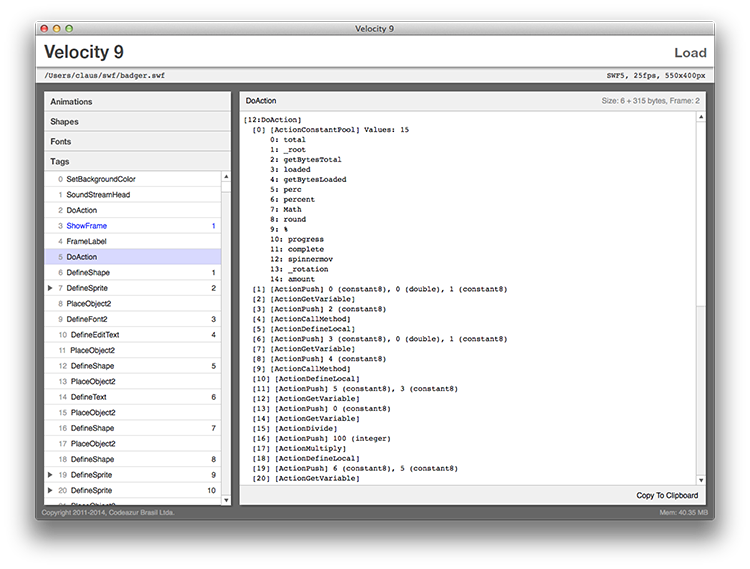 Velocity 9
Velocity 9
Load
/Users/claus/swf/badger.swf
SWF5, 25fps, 550x400px
Animations
Shapes
Fonts
Tags
0 SetBackgroundColor
1 SoundStreamHead
2 DoAction
3 ShowFrame 1
4 FrameLabel
5 DoAction
6 DefineShape 1
7 DefineSprite 2
8 PlaceObject2
9 DefineFont2 3
10 DefineEditText 4
11 PlaceObject2
12 DefineShape 5
13 PlaceObject2
14 DefineText 6
15 PlaceObject2
16 DefineShape 7
17 PlaceObject2
18 DefineShape 8
19 DefineSprite 9
20 DefineSprite 10
DoAction
Size: 6 + 315 bytes, Frame: 2
[12:DoAction]
[0] [ActionConstantPool] Values: 15
0: total
1: _root
2: getBytesTotal
3: loaded
4: getBytesLoaded
5: perc
6: percent
7: Math
8: round
9: %
10: progress
11: complete
12: spinnermov
13: _rotation
14: amount
[1] [ActionPush] 0 (constant8), 0 (double), 1 (constant8)
[2] [ActionGetVariable]
[3] [ActionPush] 2 (constant8)
[4] [ActionCallMethod]
[5] [ActionDefineLocal]
[6] [ActionPush] 3 (constant8), 0 (double), 1 (constant8)
[7] [ActionGetVariable]
[8] [ActionPush] 4 (constant8)
[9] [ActionCallMethod]
[10] [ActionDefineLocal]
[11] [ActionPush] 5 (constant8), 3 (constant8)
[12] [ActionGetVariable]
[13] [ActionPush] 0 (constant8)
[14] [ActionGetVariable]
[15] [ActionDivide]
[16] [ActionPush] 100 (integer)
[17] [ActionMultiply]
[18] [ActionDefineLocal]
[19] [ActionPush] 6 (constant8), 5 (constant8)
[20] [ActionGetVariable]
Copy To Clipboard
Copyright 2011-2014, Codeazur Brasil Ltda.
Mem: 40.35 MB